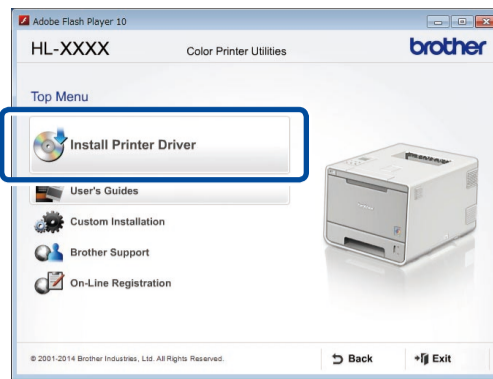 Adobe Flash Player 10
HL-XXXX
Color Printer Utilities
brother
Top Menu
Install Printer Driver
User's Guides
Custom Installation
Brother Support
On-Line Registration
© 2001-2014 Brother Industries, Ltd. All Rights Reserved.
Back
Exit